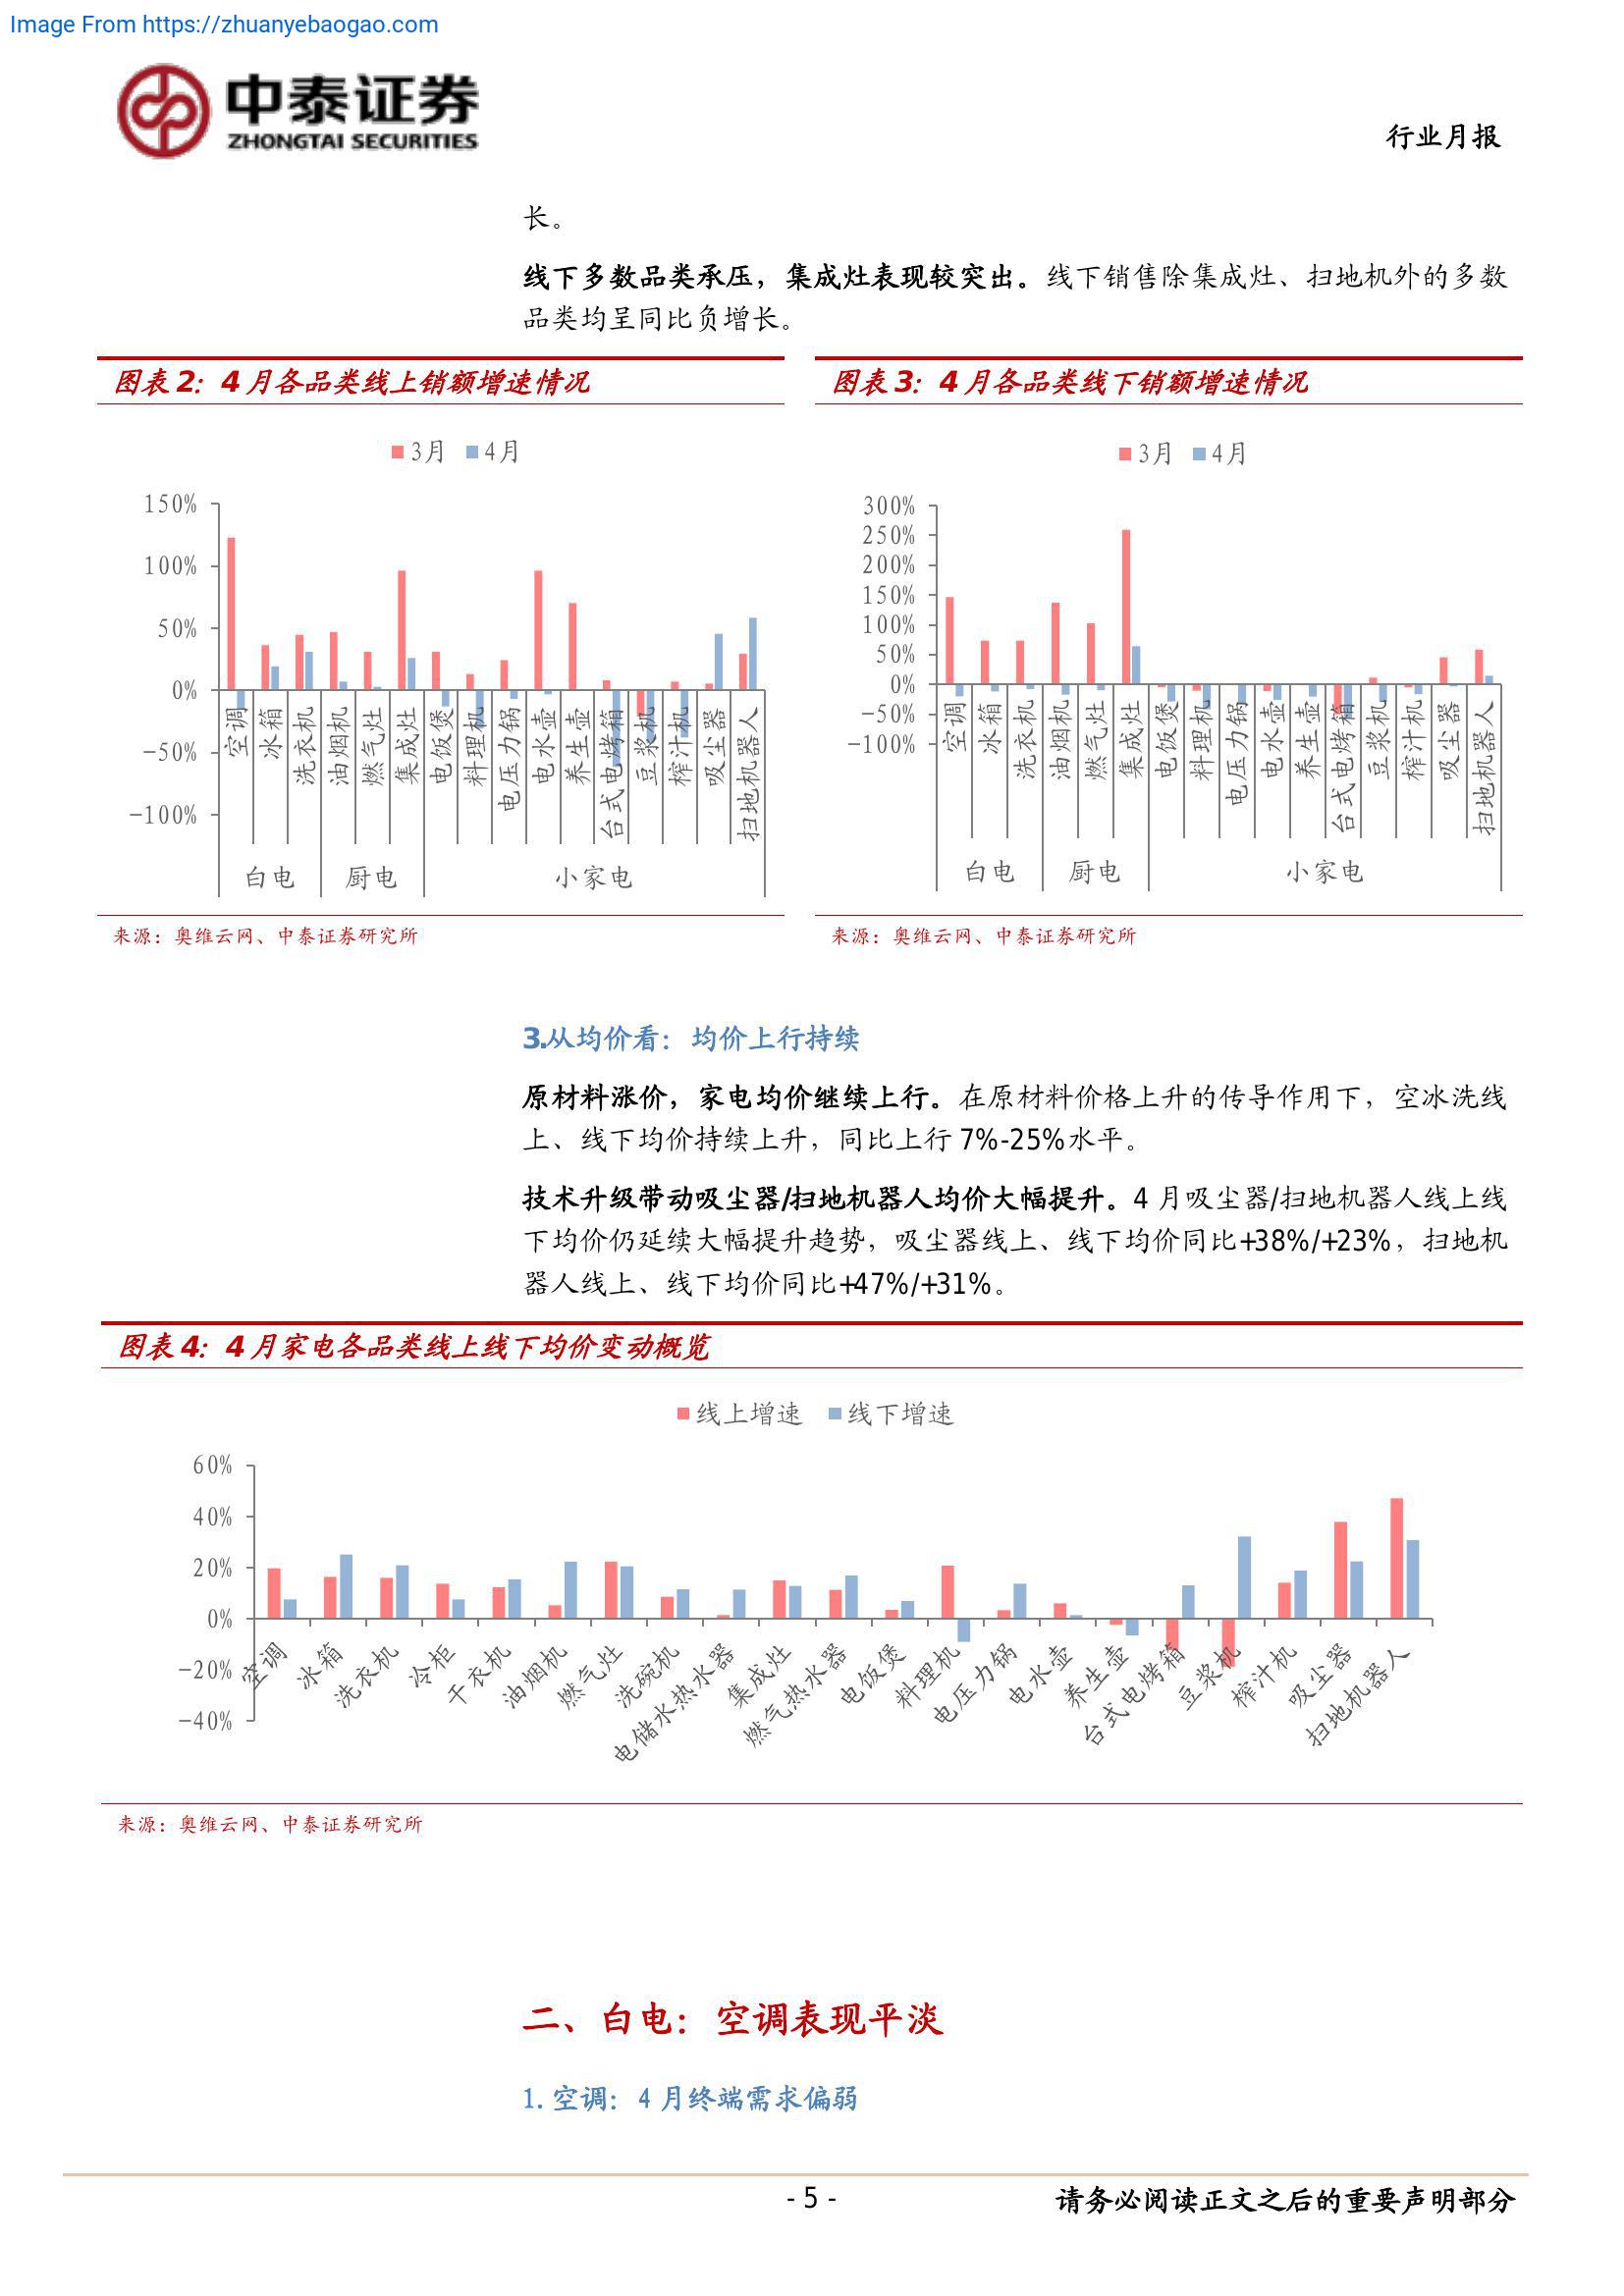 Image From https://zhuanyebaogao.com
中泰证券
ZHONGTAI SECURITIES
行业月报
长。
线下多数品类承压，集成灶表现较突出。线下销售除集成灶、扫地机外的多数
品类均呈同比负增长。
图表 2：4 月各品类线上销额增速情况
3月 4月
150%
100%
50%
0%
-50%
-100%
空调
冰箱
洗衣机
油烟机
燃气灶
集成灶
电饭煲
料理机
电压力锅
电水壶
养生壶
台式电烤箱
豆浆机
榨汁机
吸尘器
扫地机器人
白电 厨电 小家电
来源：奥维云网、中泰证券研究所
图表 3：4 月各品类线下销额增速情况
3月 4月
300%
250%
200%
150%
100%
50%
0%
-50%
-100%
空调
冰箱
洗衣机
油烟机
燃气灶
集成灶
电饭煲
料理机
电压力锅
电水壶
养生壶
台式电烤箱
豆浆机
榨汁机
吸尘器
扫地机器人
白电 厨电 小家电
来源：奥维云网、中泰证券研究所
3.从均价看：均价上行持续
原材料涨价，家电均价继续上行。在原材料价格上升的传导作用下，空冰洗线
上、线下均价持续上升，同比上行 7%-25%水平。
技术升级带动吸尘器/扫地机器人均价大幅提升。4 月吸尘器/扫地机器人线上线
下均价仍延续大幅提升趋势，吸尘器线上、线下均价同比+38%/+23%，扫地机
器人线上、线下均价同比+47%/+31%。
图表 4：4 月家电各品类线上线下均价变动概览
线上增速 线下增速
60%
40%
20%
0%
-20%
-40%
空调
冰箱
洗衣机
冷柜
干衣机
油烟机
燃气灶
洗碗机
电储水热水器
集成灶
燃气热水器
电饭煲
料理机
电压力锅
电水壶
养生壶
台式电烤箱
豆浆机
榨汁机
吸尘器
扫地机器人
来源：奥维云网、中泰证券研究所
二、白电：空调表现平淡
1. 空调：4 月终端需求偏弱
- 5 -
请务必阅读正文之后的重要声明部分